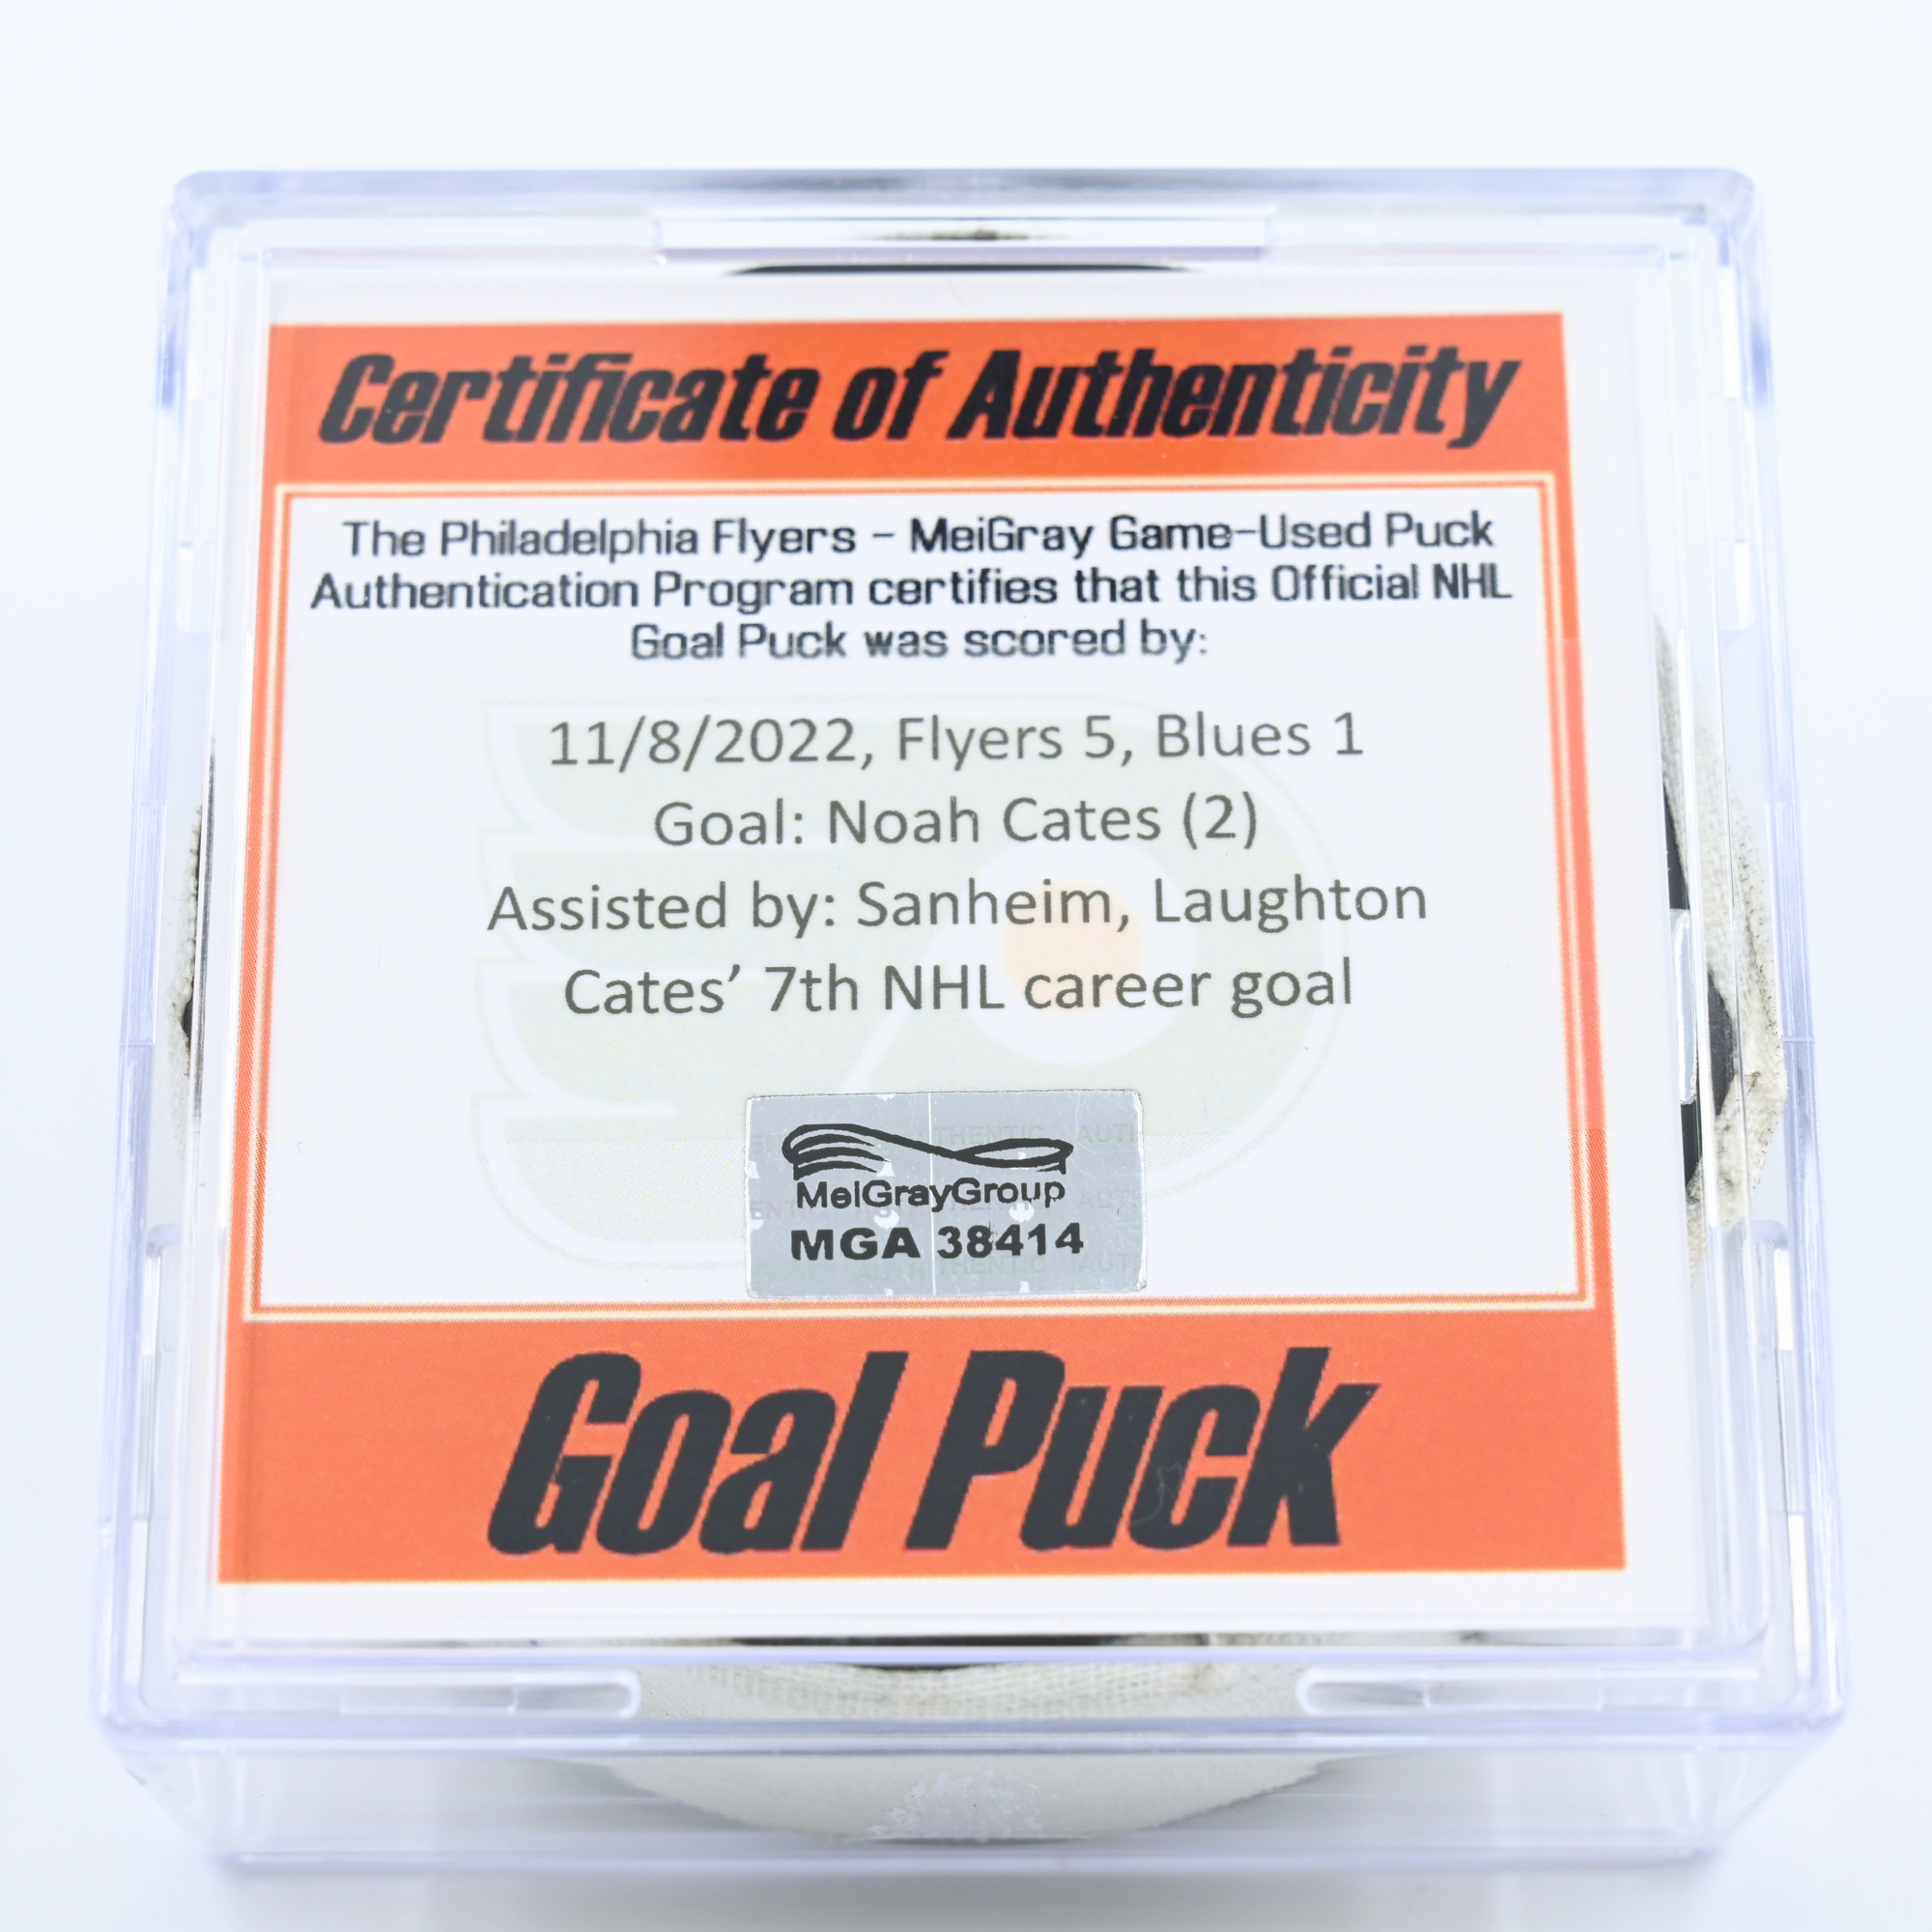 Certificate of Authenticity
The Philadelphia Flyers - MeiGray Game-Used Puck
Authentication Program certifies that this Official NHL
Goal Puck was scored by:
11/8/2022, Flyers 5, Blues 1
Goal: Noah Cates (2)
Assisted by: Sanheim, Laughton
Cates’ 7th NHL career goal
MeiGrayGroup
MGA 38414
Goal Puck